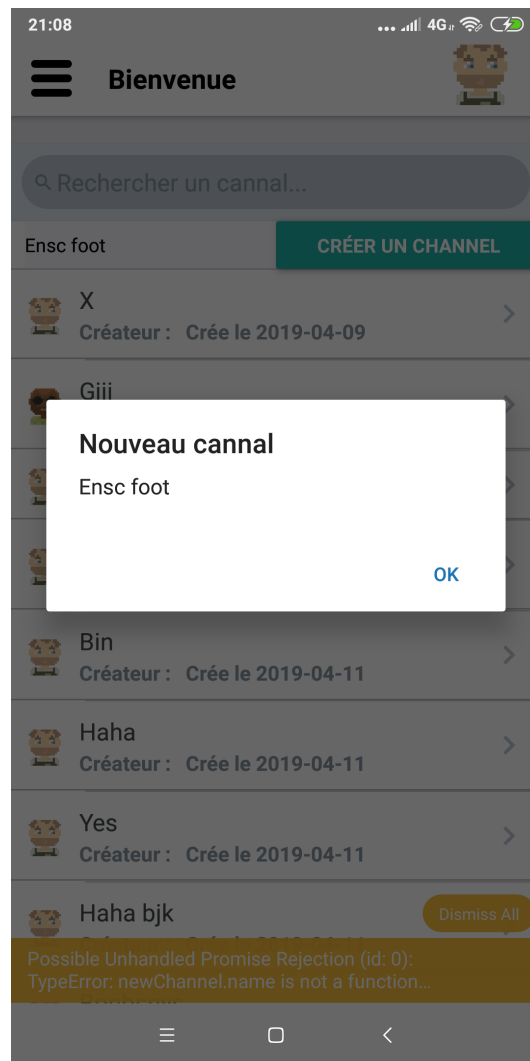 21:08
4G
Bienvenue
Rechercher un cannal...
Ensc foot
CRÉER UN CHANNEL
X
Créateur : Crée le 2019-04-09
Giii
Nouveau cannal
Ensc foot
OK
Bin
Créateur : Crée le 2019-04-11
Haha
Créateur : Crée le 2019-04-11
Yes
Créateur : Crée le 2019-04-11
Haha bjk
Dismiss All
Possible Unhandled Promise Rejection (id: 0):
TypeError: newChannel.name is not a function...